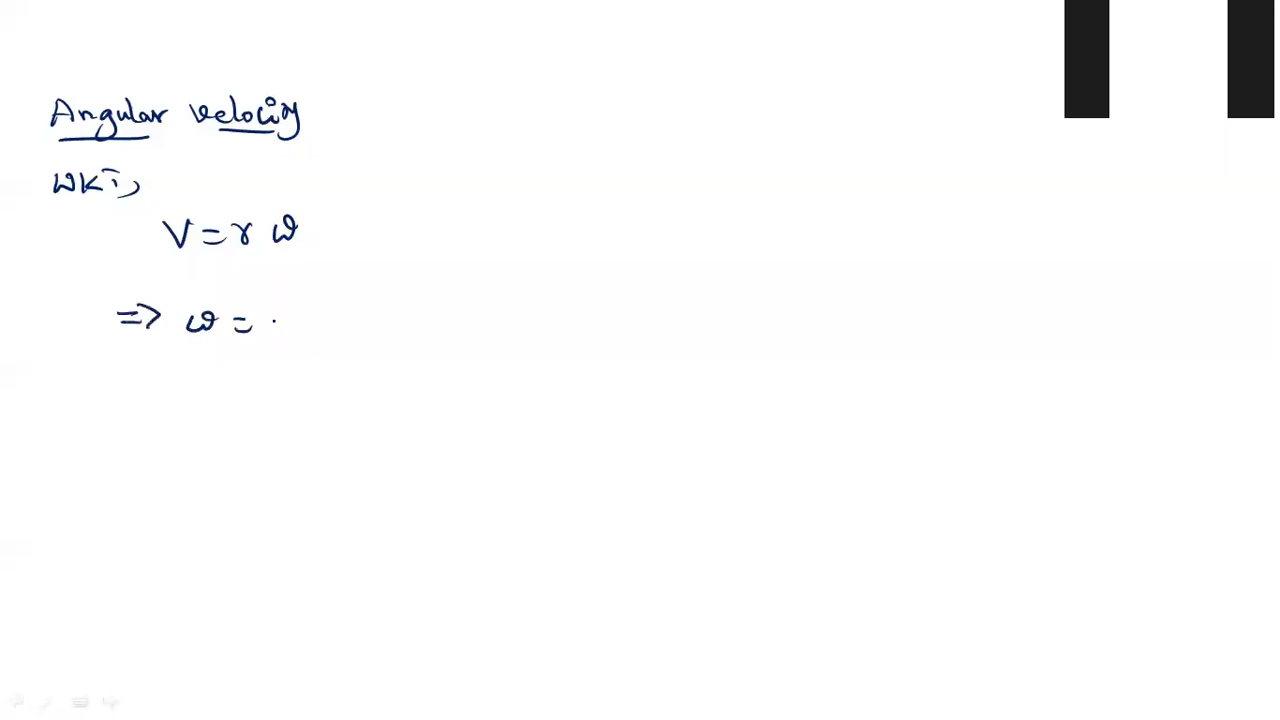 Angular velocity
WKT,
V = r ω
=> ω =